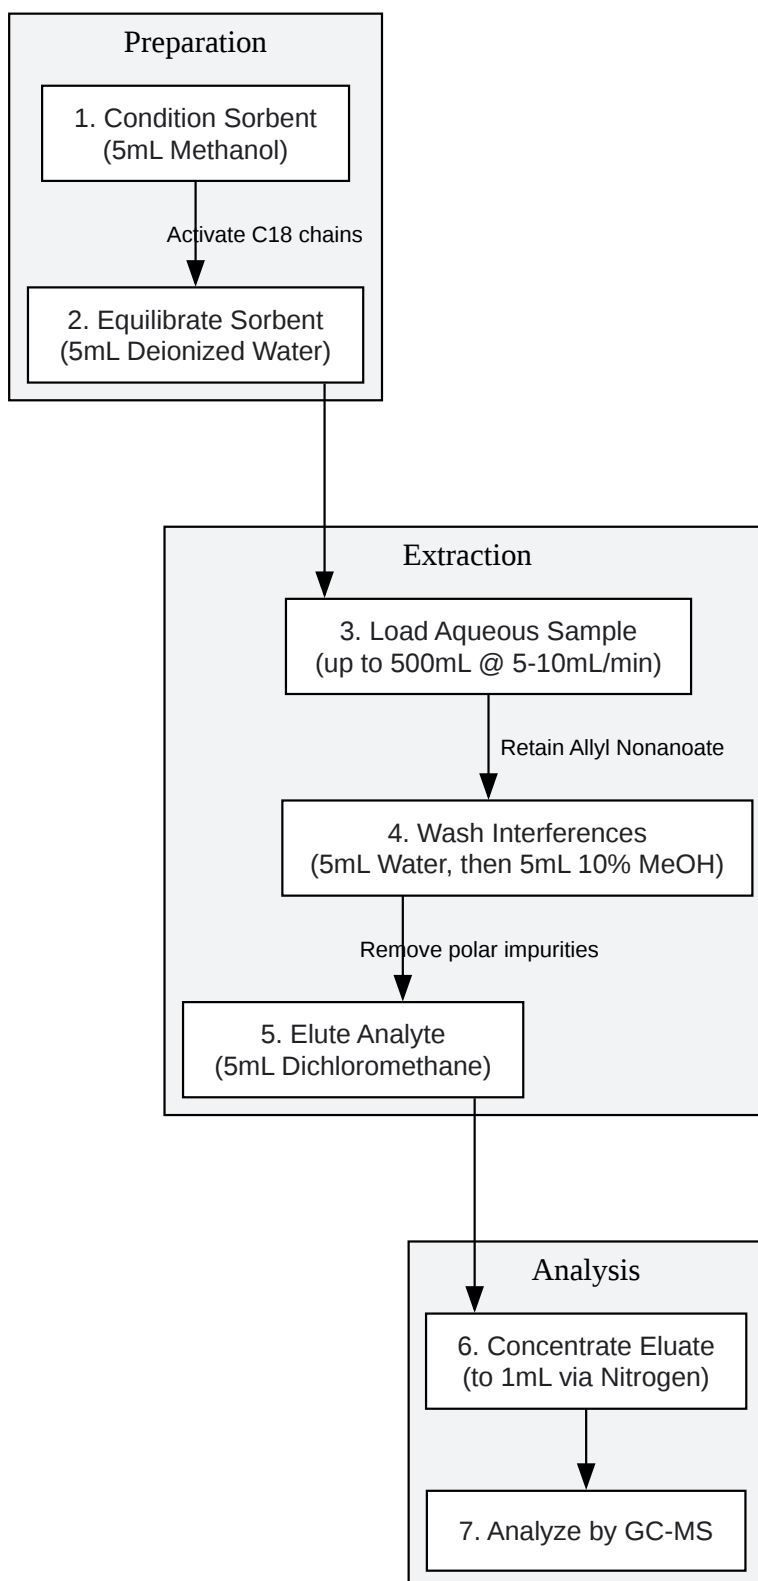 Preparation
1. Condition Sorbent
(5mL Methanol)
Activate C18 chains
2. Equilibrate Sorbent
(5mL Deionized Water)
Extraction
3. Load Aqueous Sample
(up to 500mL @ 5-10mL/min)
Retain Allyl Nonanoate
4. Wash Interferences
(5mL Water, then 5mL 10% MeOH)
Remove polar impurities
5. Elute Analyte
(5mL Dichloromethane)
Analysis
6. Concentrate Eluate
(to 1mL via Nitrogen)
7. Analyze by GC-MS